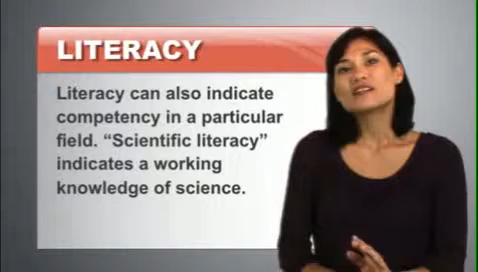 LITERACY
Literacy can also indicate
competency in a particular
field. “Scientific literacy”
indicates a working
knowledge of science.